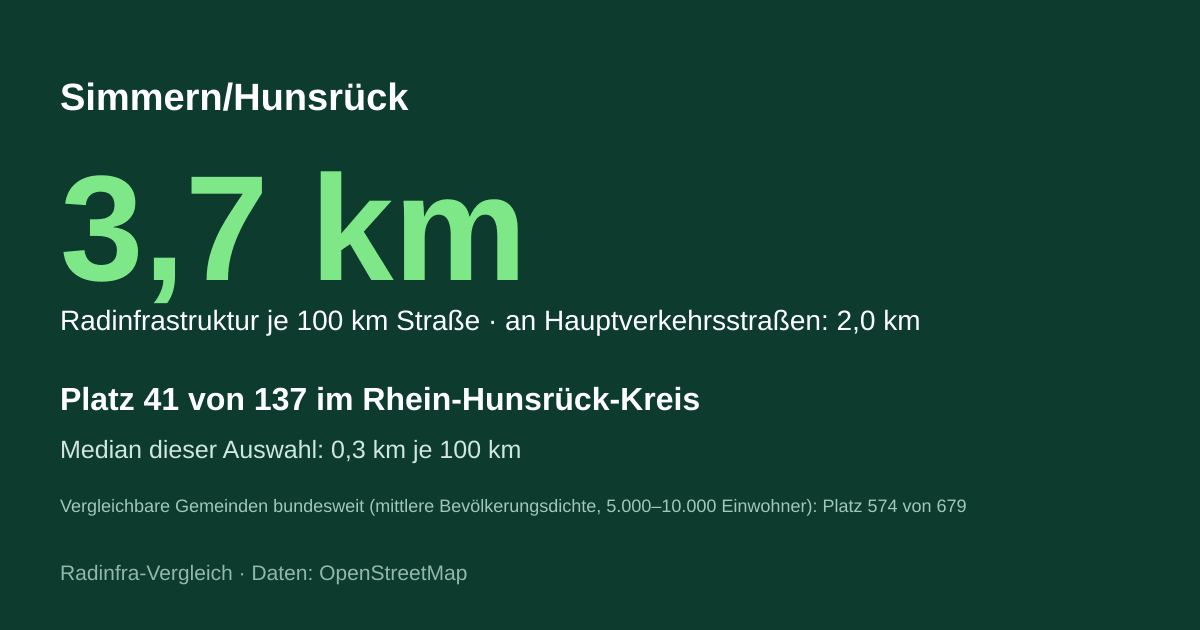 Simmern/Hunsrück
3,7 km
Radinfrastruktur je 100 km Straße · an Hauptverkehrsstraßen: 2,0 km
Platz 41 von 137 im Rhein-Hunsrück-Kreis
Median dieser Auswahl: 0,3 km je 100 km
Vergleichbare Gemeinden bundesweit (mittlere Bevölkerungsdichte, 5.000–10.000 Einwohner): Platz 574 von 679
Radinfra-Vergleich · Daten: OpenStreetMap